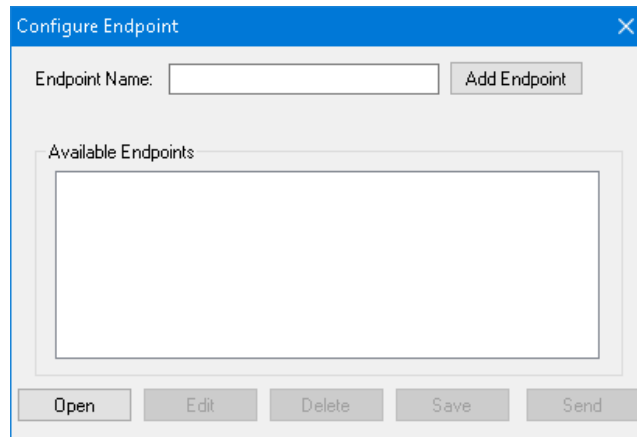 Configure Endpoint
Endpoint Name: Add Endpoint
Available Endpoints
Open Edit Delete Save Send